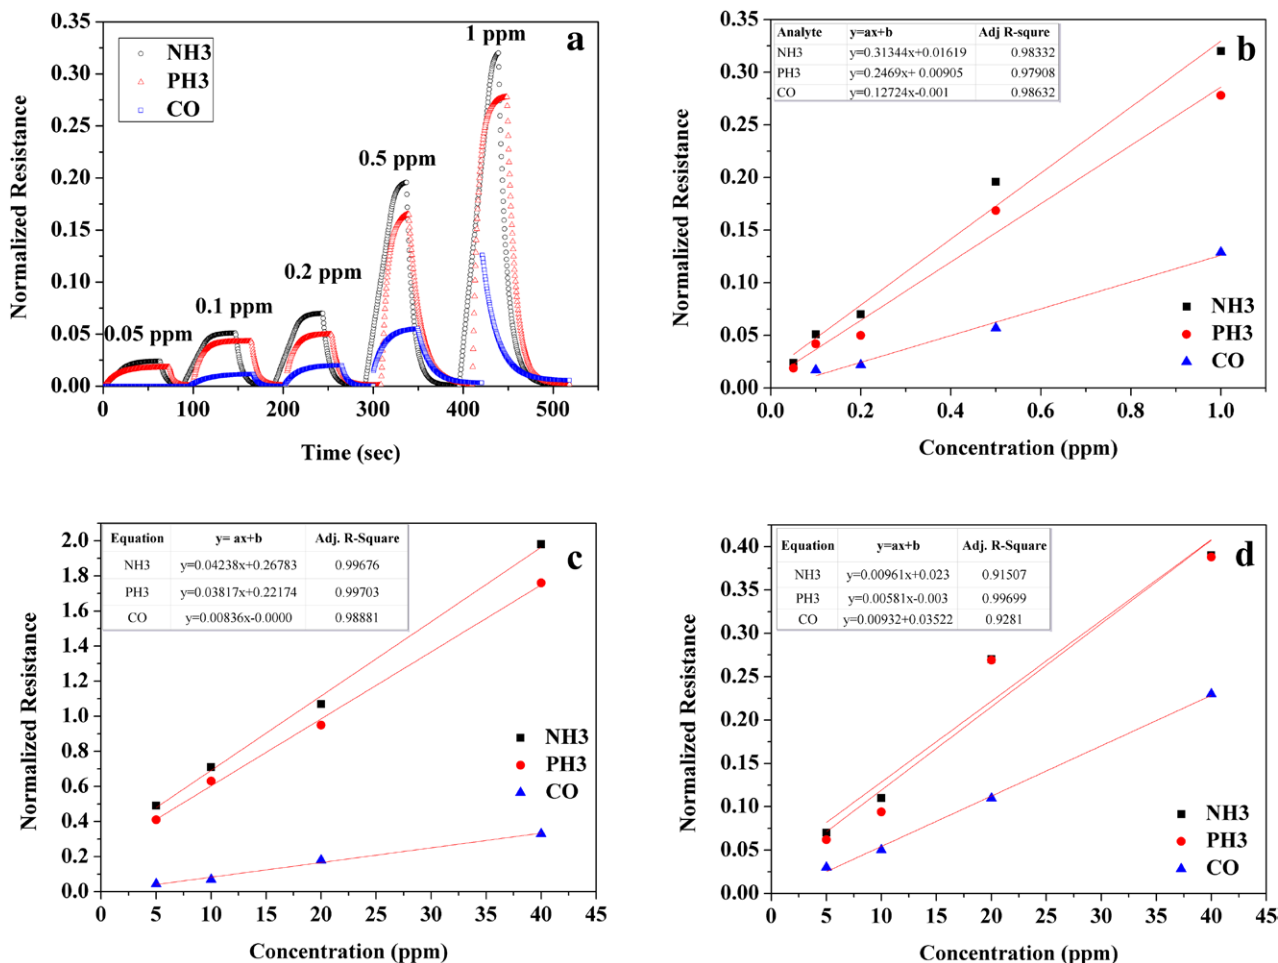 a
NH3
PH3
CO
0.05 ppm
0.1 ppm
0.2 ppm
0.5 ppm
1 ppm
0.35
0.30
0.25
0.20
0.15
0.10
0.05
0.00
0 100 200 300 400 500
Normalized Resistance
Time (sec)
b
Analyte y=ax+b Adj R-squre
NH3 y=0.31344x+0.01619 0.98332
PH3 y=0.2469x+ 0.00905 0.97908
CO y=0.12724x-0.001 0.98632
0.35
0.30
0.25
0.20
0.15
0.10
0.05
0.00
0.0 0.2 0.4 0.6 0.8 1.0
NH3
PH3
CO
Normalized Resistance
Concentration (ppm)
c
Equation y= ax+b Adj. R-Square
NH3 y=0.04238x+0.26783 0.99676
PH3 y=0.03817x+0.22174 0.99703
CO y=0.00836x-0.0000 0.98881
2.0
1.8
1.6
1.4
1.2
1.0
0.8
0.6
0.4
0.2
0.0
0 5 10 15 20 25 30 35 40 45
NH3
PH3
CO
Normalized Resistance
Concentration (ppm)
d
Equation y=ax+b Adj. R-Square
NH3 y=0.00961x+0.023 0.91507
PH3 y=0.00581x-0.003 0.99699
CO y=0.00932+0.03522 0.9281
0.40
0.35
0.30
0.25
0.20
0.15
0.10
0.05
0.00
0 5 10 15 20 25 30 35 40 45
NH3
PH3
CO
Normalized Resistance
Concentration (ppm)